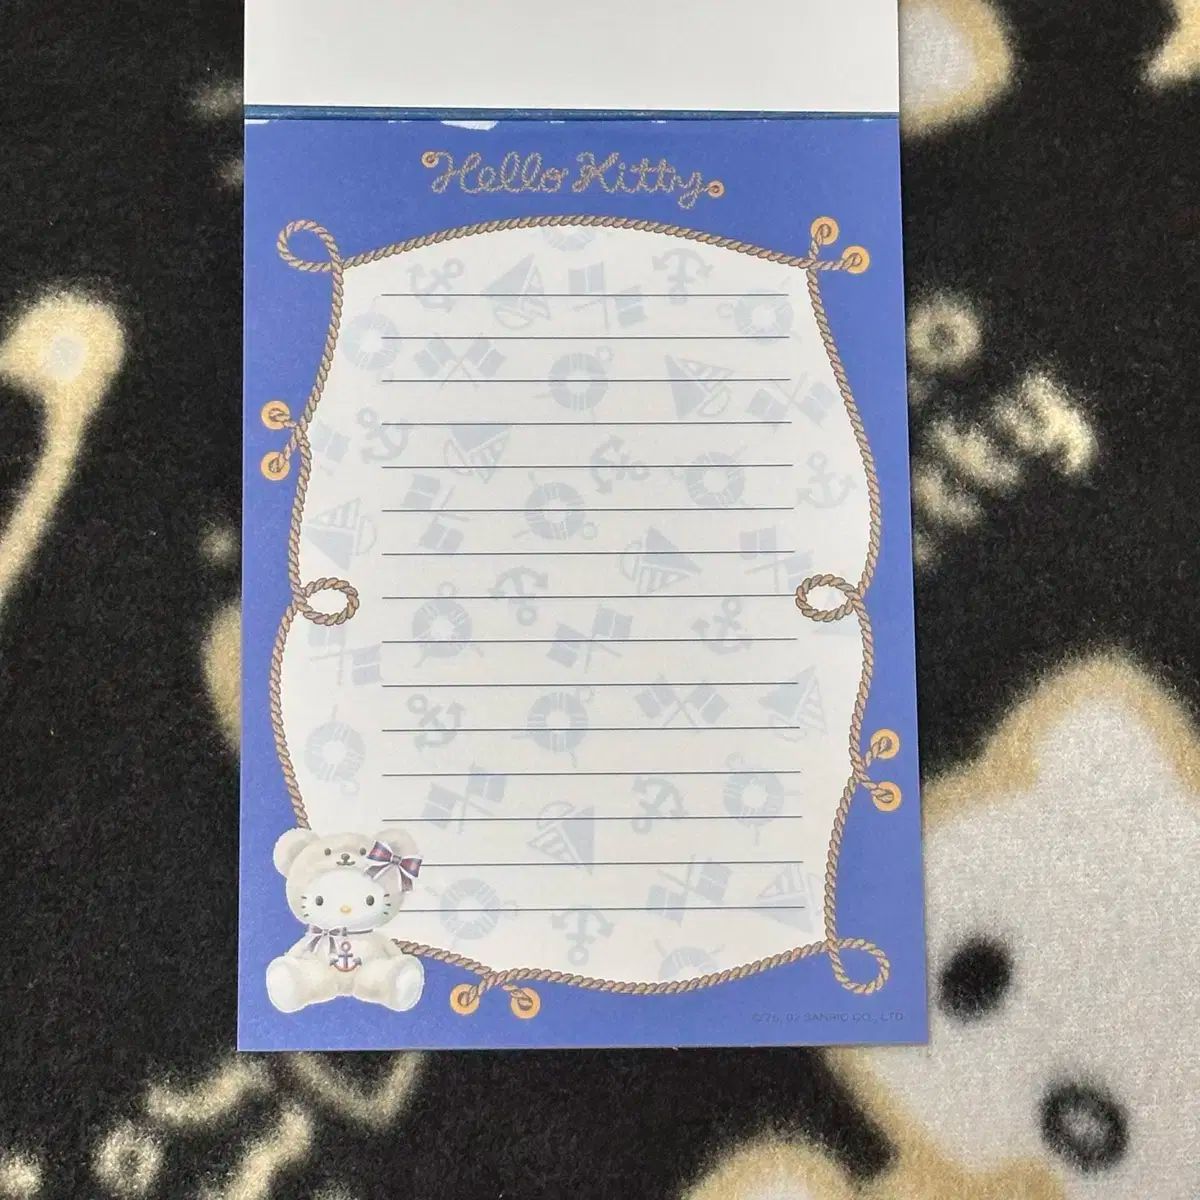 Hello Kitty
©'76, '02 SANRIO CO., LTD.